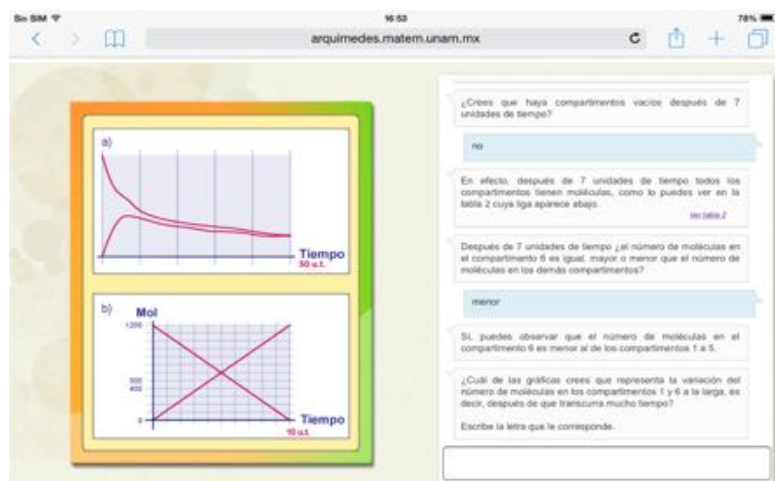 Sin SIM
16:53
78%
arquimedes.matem.unam.mx
a)
Tiempo
50 u.t.
b)
Mol
1200
500
400
0
Tiempo
10 u.t.
¿Crees que haya compartimentos vacíos después de 7
unidades de tiempo?
no
En efecto, después de 7 unidades de tiempo todos los
compartimentos tienen moléculas, como lo puedes ver en la
tabla 2 cuya liga aparece abajo.
Ver tabla 2
Después de 7 unidades de tiempo ¿el número de moléculas en
el compartimento 6 es igual, mayor o menor que el número de
moléculas en los demás compartimentos?
menor
Sí, puedes observar que el número de moléculas en el
compartimento 6 es menor al de los compartimentos 1 a 5.
¿Cuál de las gráficas crees que representa la variación del
número de moléculas en los compartimentos 1 y 6 a la larga, es
decir, después de que transcurra mucho tiempo?
Escribe la letra que le corresponde.